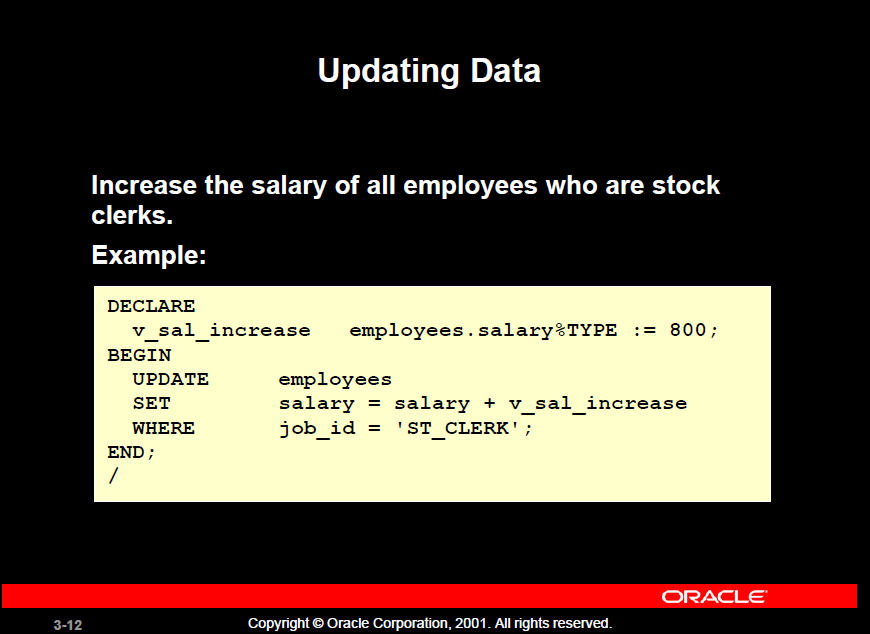 Updating Data
Increase the salary of all employees who are stock
clerks.
Example:
DECLARE
  v_sal_increase   employees.salary%TYPE := 800;
BEGIN
  UPDATE     employees
  SET        salary = salary + v_sal_increase
  WHERE      job_id = 'ST_CLERK';
END;
/
ORACLE®
3-12 Copyright © Oracle Corporation, 2001. All rights reserved.